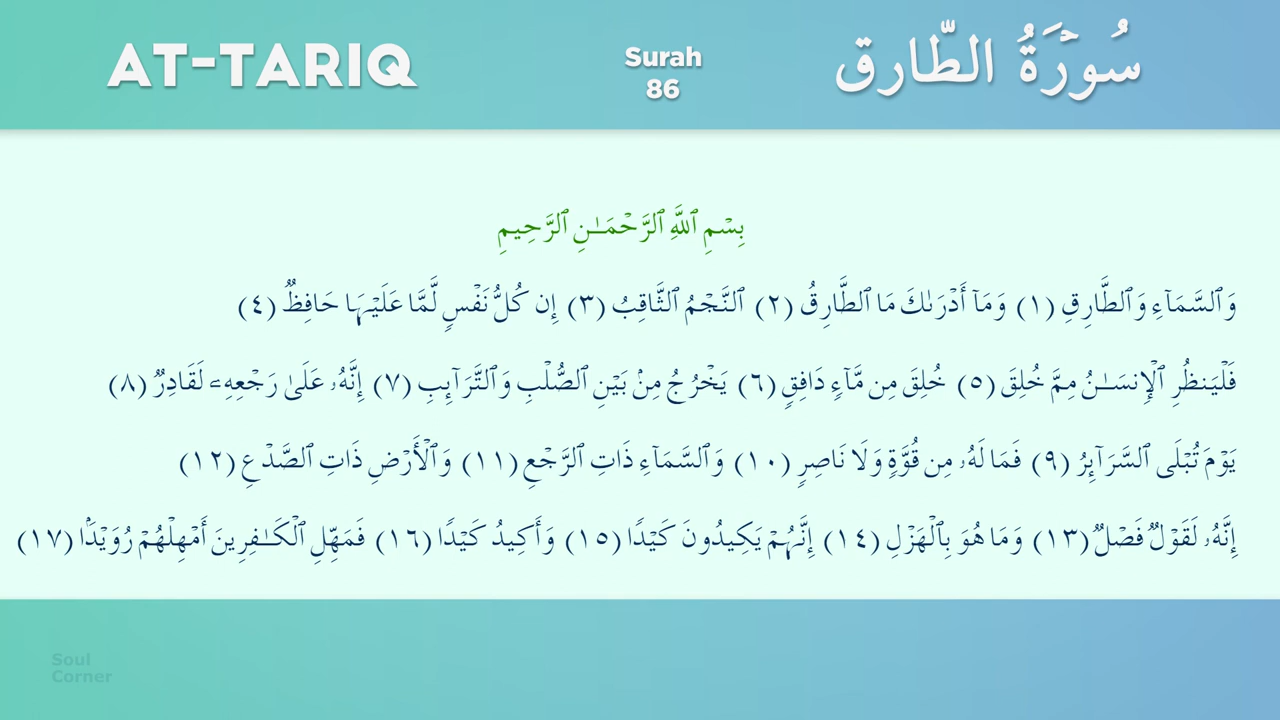 AT-TARIQ
Surah
86
سُورَةُ الطَّارِق
بِسْمِ ٱللَّهِ ٱلرَّحْمَـٰنِ ٱلرَّحِيمِ
وَٱلسَّمَآءِ وَٱلطَّارِقِ (١) وَمَآ أَدْرَىٰكَ مَا ٱلطَّارِقُ (٢) ٱلنَّجْمُ ٱلثَّاقِبُ (٣) إِن كُلُّ نَفْسٍ لَّمَّا عَلَيْهَا حَافِظٌ (٤)
فَلْيَنظُرِ ٱلْإِنسَـٰنُ مِمَّ خُلِقَ (٥) خُلِقَ مِن مَّآءٍ دَافِقٍ (٦) يَخْرُجُ مِنۢ بَيْنِ ٱلصُّلْبِ وَٱلتَّرَآئِبِ (٧) إِنَّهُۥ عَلَىٰ رَجْعِهِۦ لَقَادِرٌ (٨)
يَوْمَ تُبْلَى ٱلسَّرَآئِرُ (٩) فَمَا لَهُۥ مِن قُوَّةٍ وَلَا نَاصِرٍ (١٠) وَٱلسَّمَآءِ ذَاتِ ٱلرَّجْعِ (١١) وَٱلْأَرْضِ ذَاتِ ٱلصَّدْعِ (١٢)
إِنَّهُۥ لَقَوْلٌ فَصْلٌ (١٣) وَمَا هُوَ بِٱلْهَزْلِ (١٤) إِنَّهُمْ يَكِيدُونَ كَيْدًا (١٥) وَأَكِيدُ كَيْدًا (١٦) فَمَهِّلِ ٱلْكَـٰفِرِينَ أَمْهِلْهُمْ رُوَيْدًۢا (١٧)
Soul
Corner